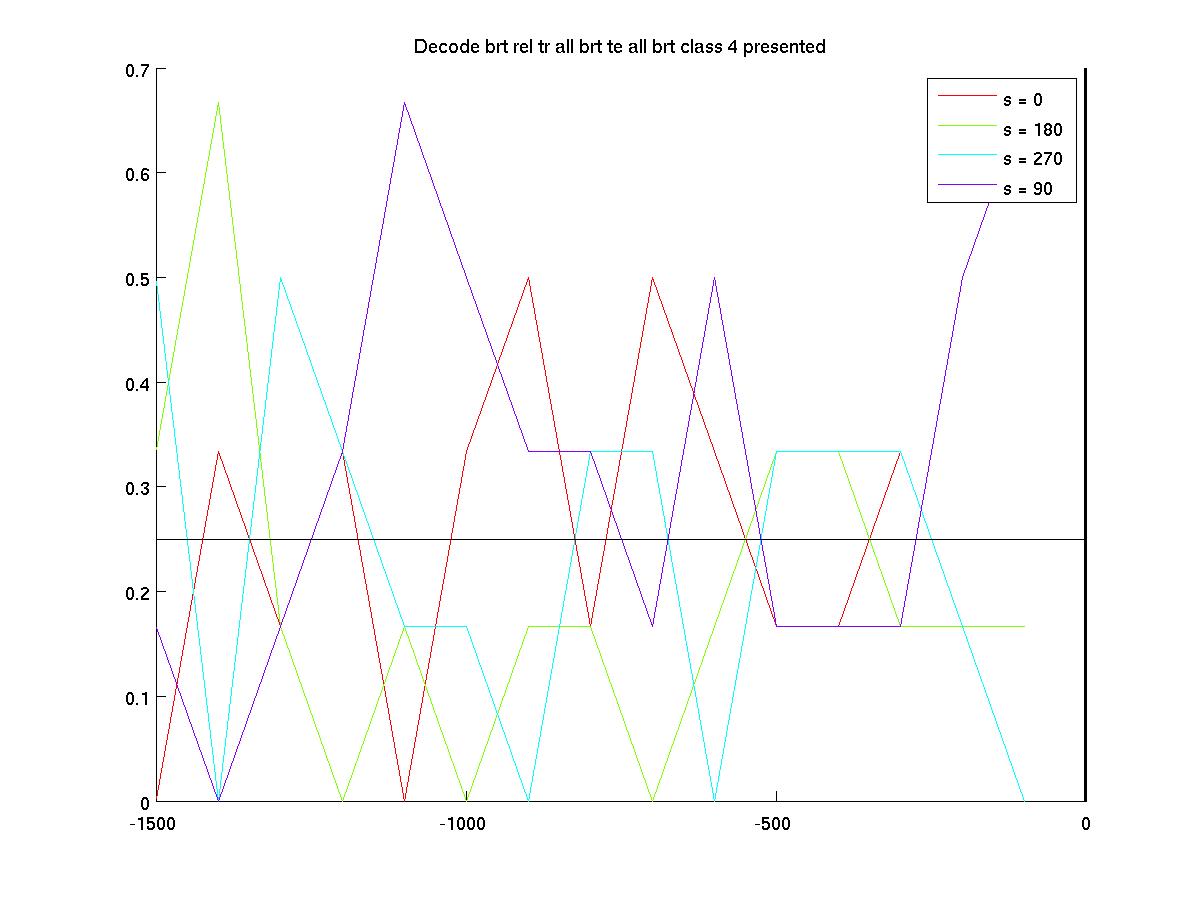 Decode brt rel tr all brt te all brt class 4 presented
0.7
s = 0
s = 180
s = 270
s = 90
0.6
0.5
0.4
0.3
0.2
0.1
0
-1500
-1000
-500
0